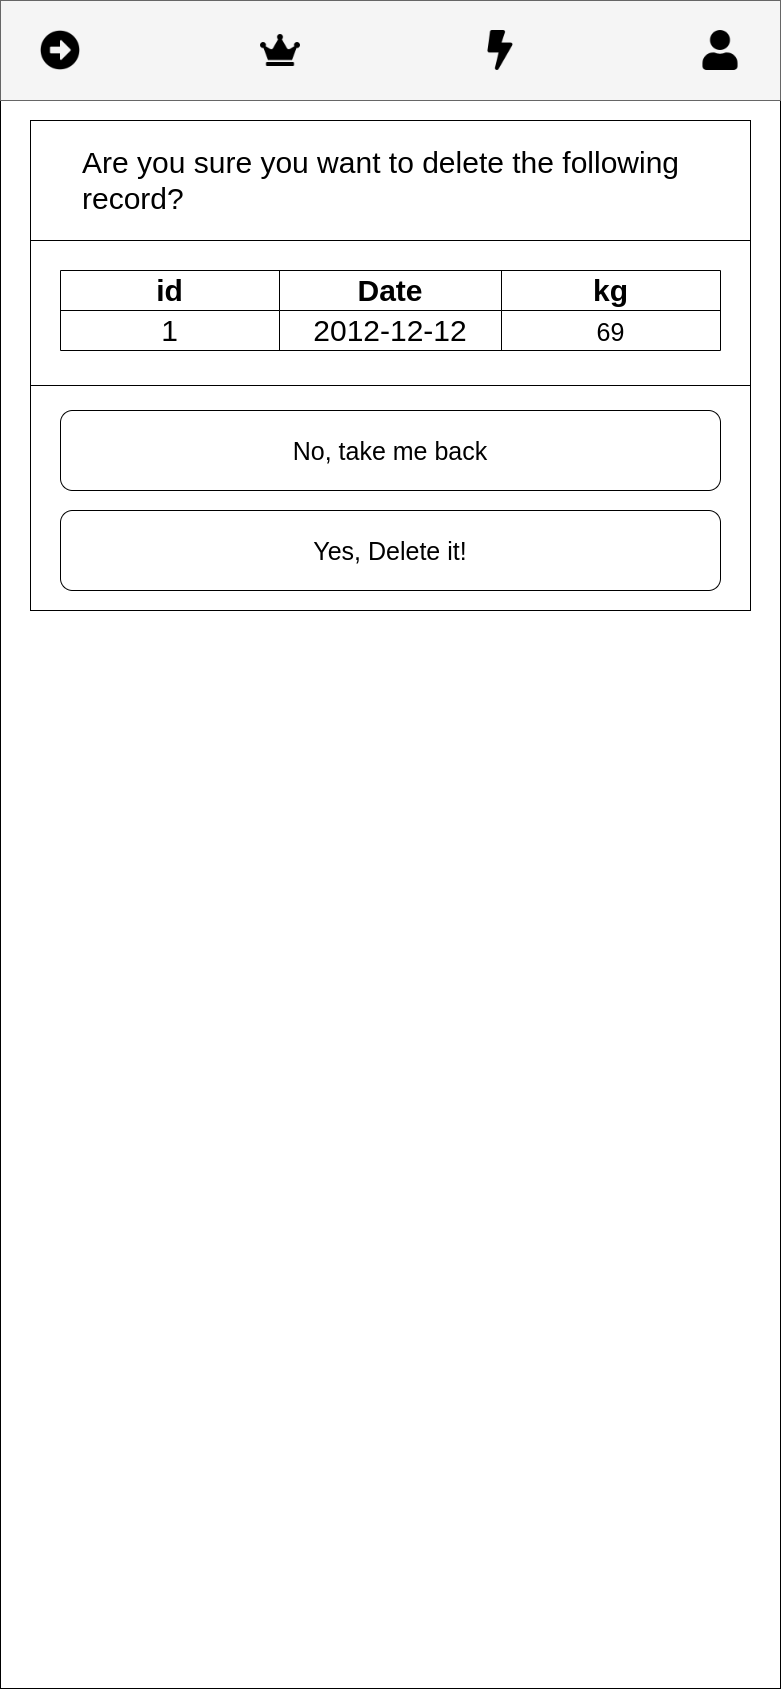 Are you sure you want to delete the following
record?
id Date kg
1 2012-12-12 69
No, take me back
Yes, Delete it!